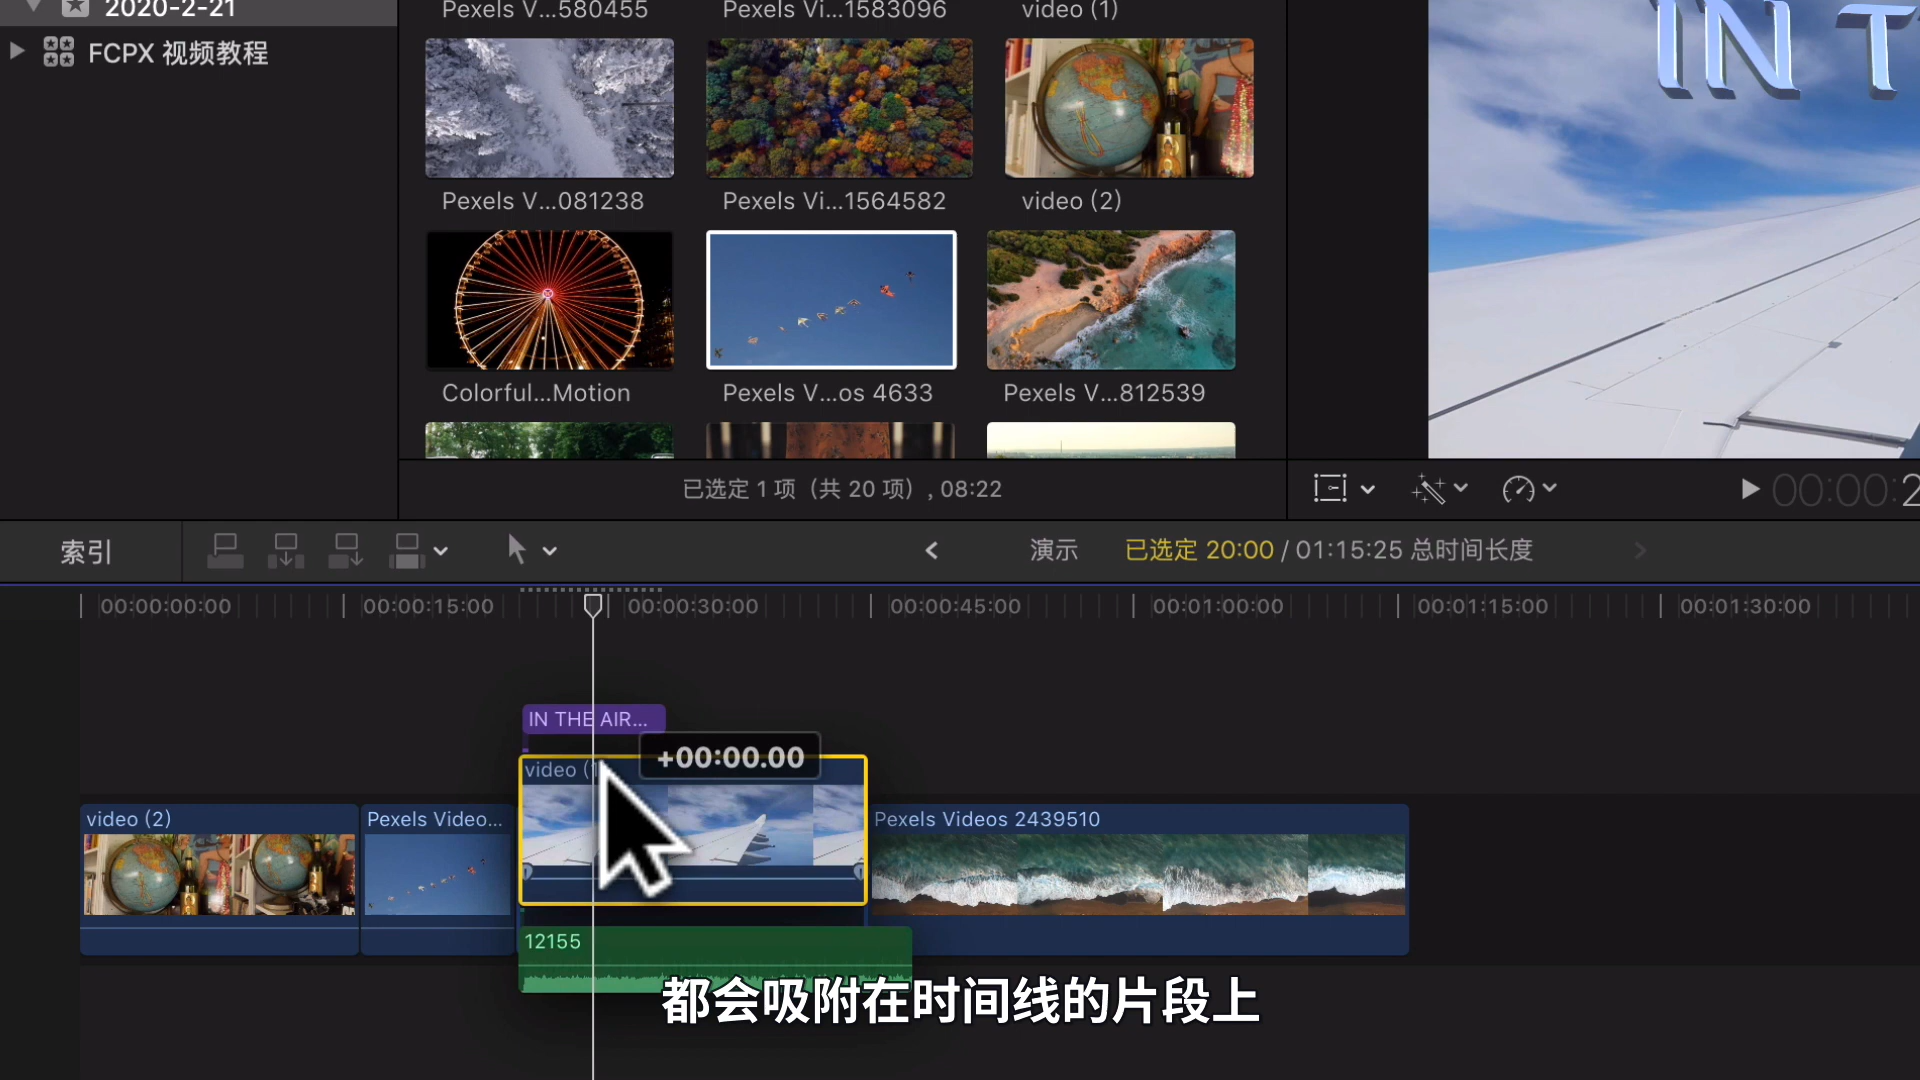 2020-2-21
FCPX 视频教程
Pexels V...580455
Pexels Vi...1583096
video (1)
Pexels V...081238
Pexels Vi...1564582
video (2)
Colorful...Motion
Pexels V...os 4633
Pexels V...812539
已选定 1 项（共 20 项）, 08:22
IN T
00:00:2
索引
演示
已选定 20:00 / 01:15:25 总时间长度
00:00:00:00
00:00:15:00
00:00:30:00
00:00:45:00
00:01:00:00
00:01:15:00
00:01:30:00
IN THE AIR...
+00:00.00
video (1
video (2)
Pexels Video...
Pexels Videos 2439510
12155
都会吸附在时间线的片段上